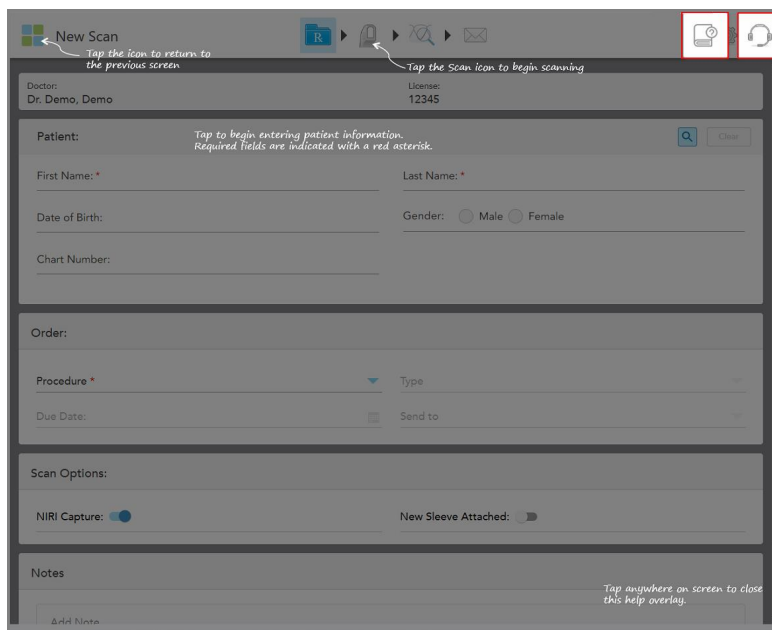 New Scan
R
Tap the icon to return to
the previous screen
Tap the Scan icon to begin scanning
?
Doctor:
Dr. Demo, Demo
License:
12345
Patient:
Tap to begin entering patient information.
Required fields are indicated with a red asterisk.
Clear
First Name: *
Last Name: *
Date of Birth:
Gender: Male Female
Chart Number:
Order:
Procedure *
Type
Due Date:
Send to
Scan Options:
NIRI Capture:
New Sleeve Attached:
Notes
Tap anywhere on screen to close
this help overlay.
Add Note